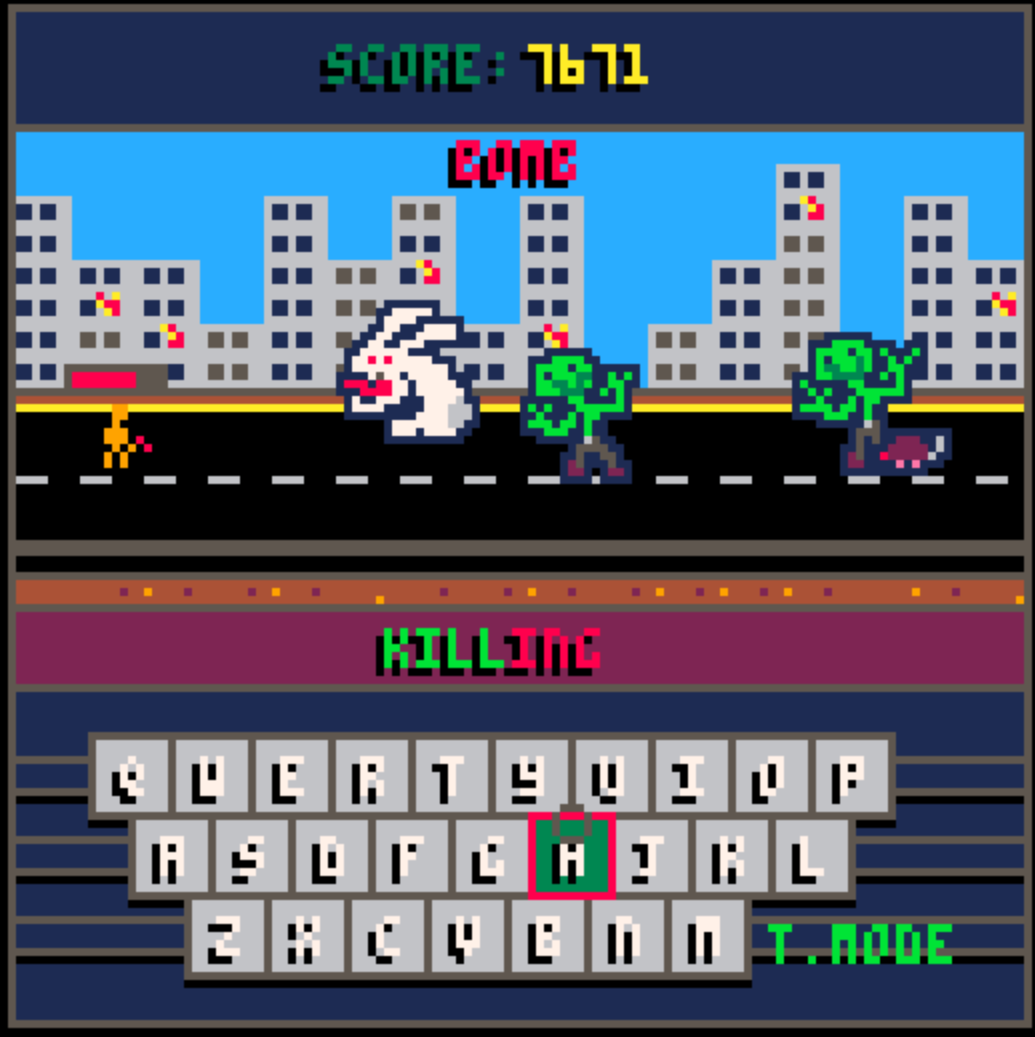 SCORE: 7671
BOMB
KILLING
Q W E R T Y U I O P
A S D F G H J K L
Z X C V B N M
T.MODE